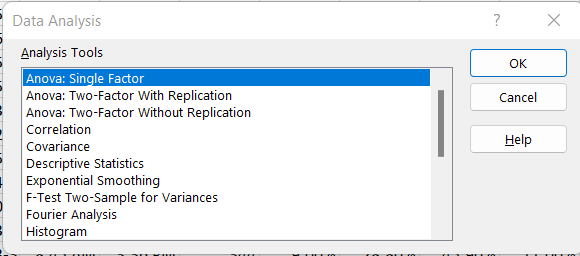 Data Analysis
?
Analysis Tools
Anova: Single Factor
Anova: Two-Factor With Replication
Anova: Two-Factor Without Replication
Correlation
Covariance
Descriptive Statistics
Exponential Smoothing
F-Test Two-Sample for Variances
Fourier Analysis
Histogram
OK
Cancel
Help